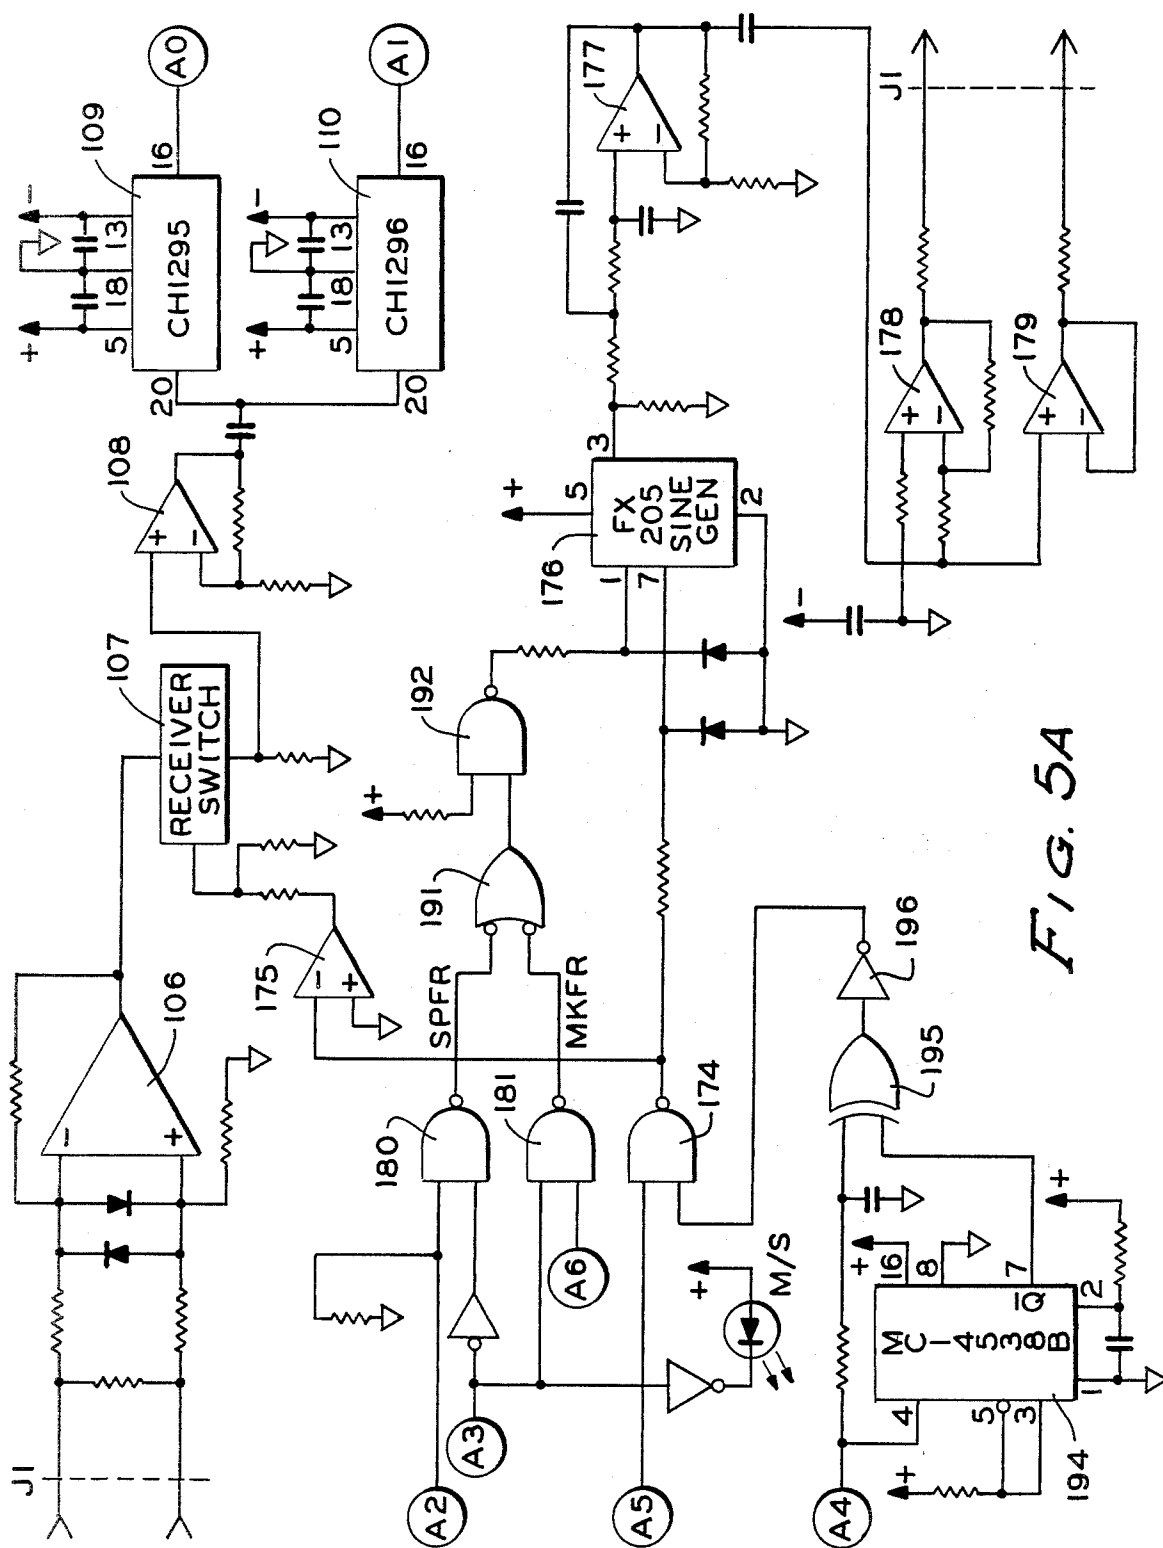 J1
106
RECEIVER
SWITCH
107
108
109
CH1295
5
18
13
16
20
+
-
A0
110
CH1296
5
18
13
16
20
+
-
A1
175
-
+
SPFR
MKFR
180
181
191
192
+
176
FX
205
SINE
GEN
1
7
5
3
2
+
177
+
-
A2
A3
A6
A5
174
M/S
+
A4
196
195
194
MC-14538B
4
5
3
16
8
7
Q̅
2
1
+
+
+
-
178
+
-
179
+
-
J1
FIG. 5A